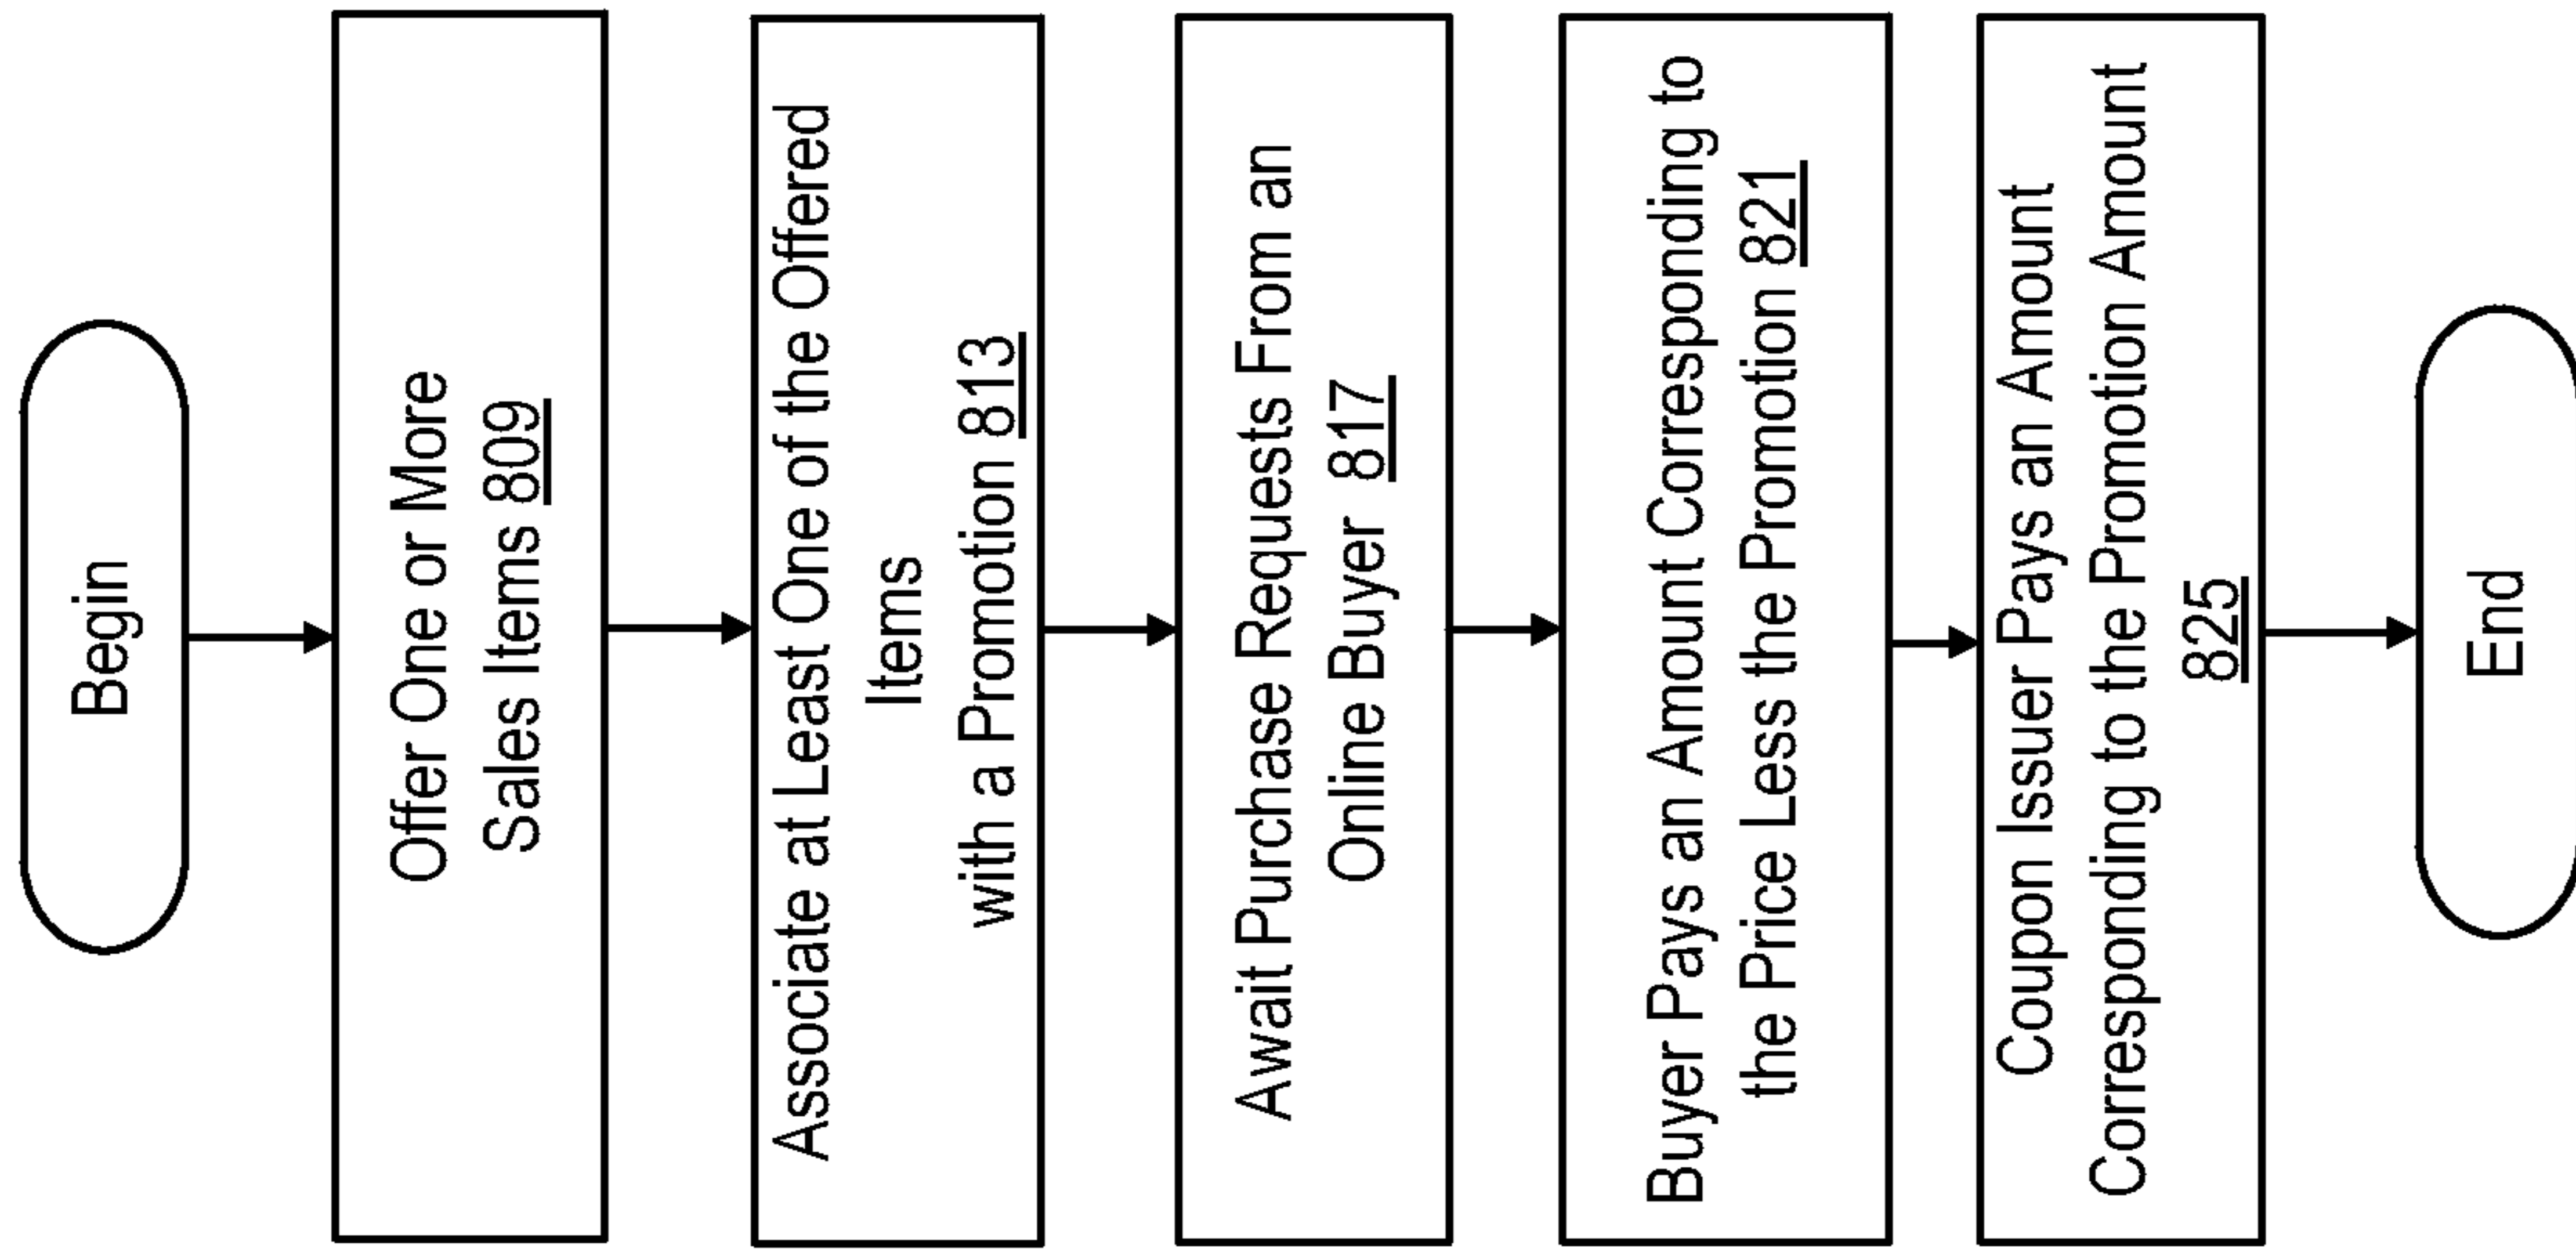 Begin
Offer One or More
Sales Items 809
Associate at Least One of the Offered
Items
with a Promotion 813
Await Purchase Requests From an
Online Buyer 817
Buyer Pays an Amount Corresponding to
the Price Less the Promotion 821
Coupon Issuer Pays an Amount
Corresponding to the Promotion Amount
825
End